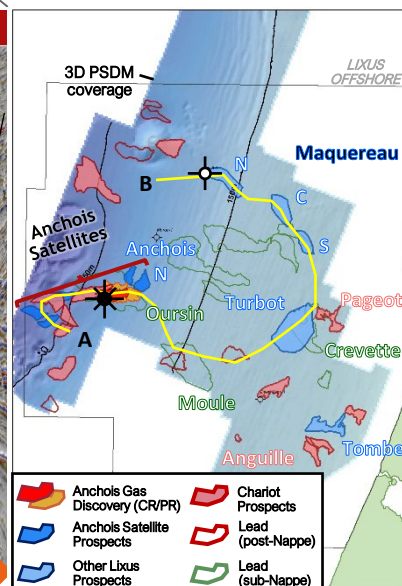 3D PSDM
coverage
LIXUS
OFFSHORE
Maquereau
B
N
C
S
Anchois
Satellites
Anchois
N
Turbot
Oursin
Pageot
A
Crevette
Moule
Anguille
Tombe
Anchois Gas
Discovery (CR/PR)
Chariot
Prospects
Anchois Satellite
Prospects
Lead
(post-Nappe)
Other Lixus
Prospects
Lead
(sub-Nappe)